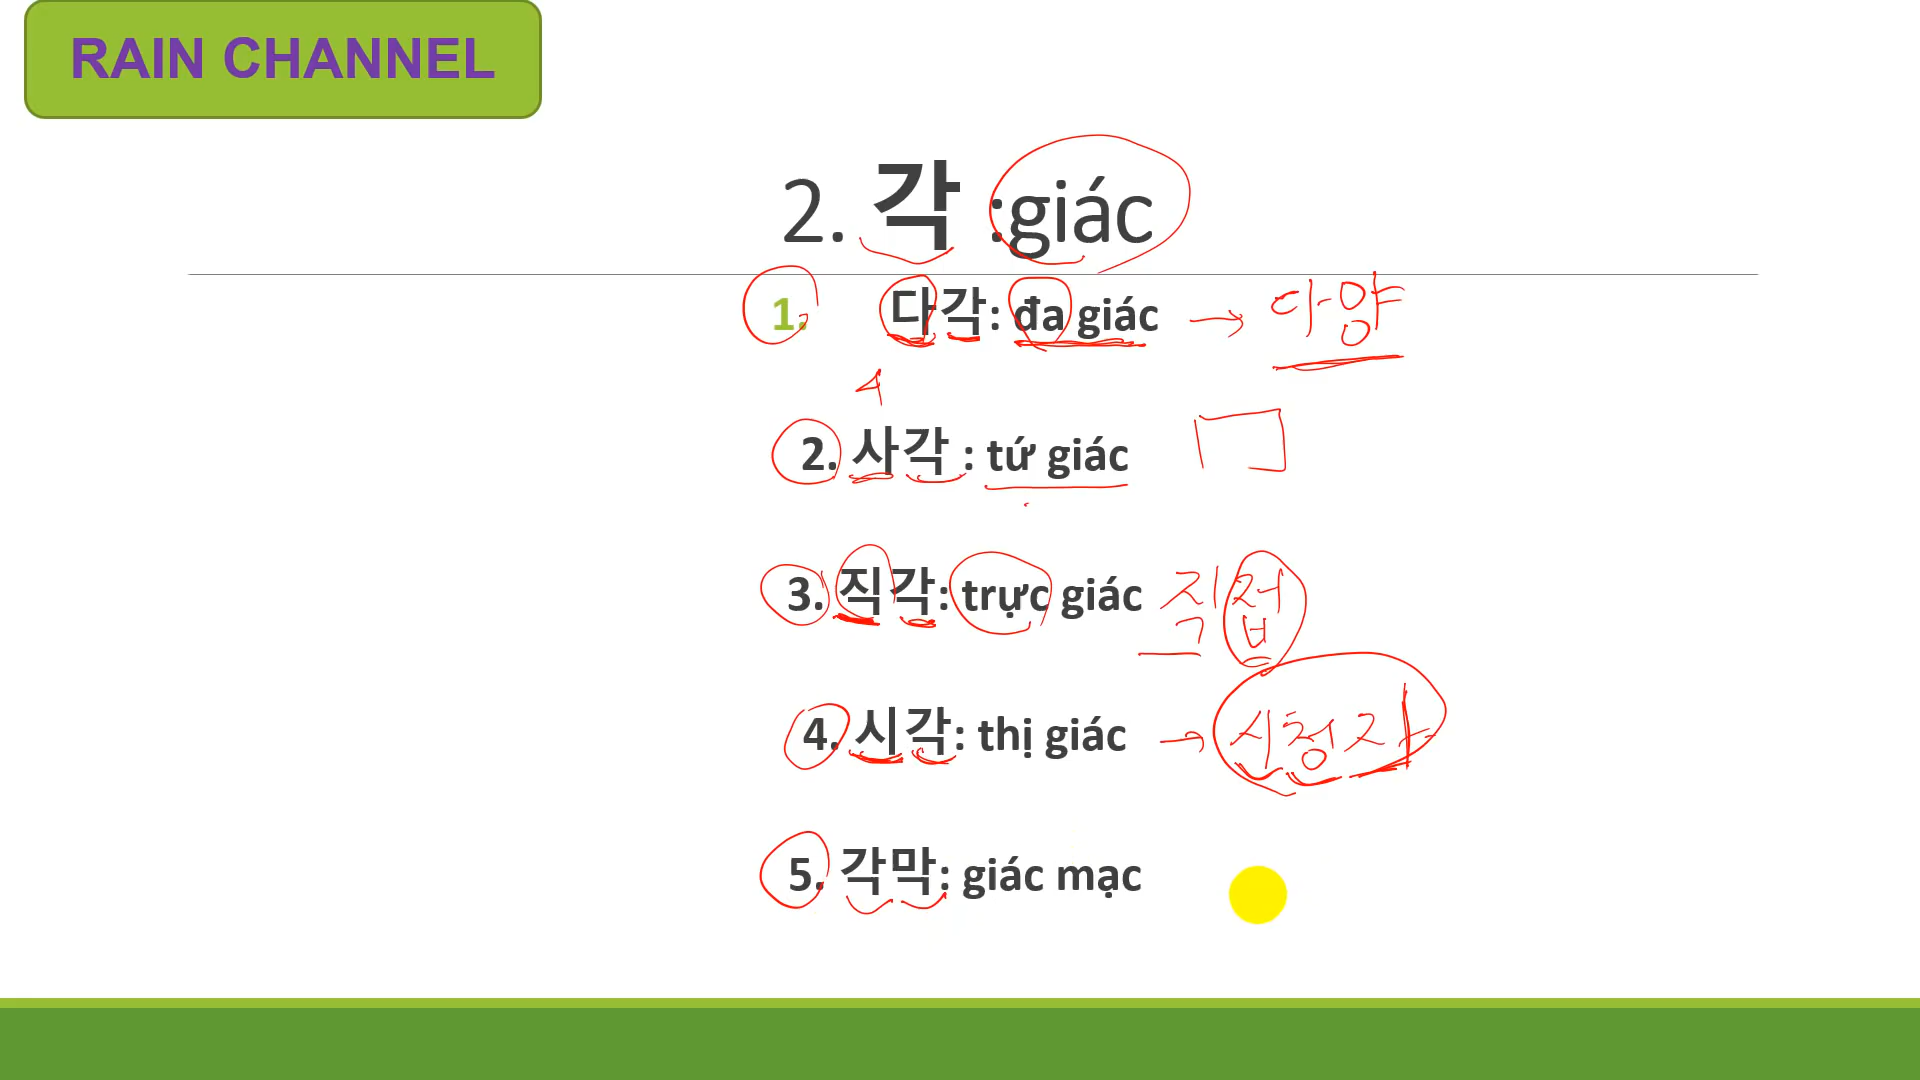 RAIN CHANNEL
2. 각 :giác
1. 다각: đa giác → 다양
사
2. 사각 : tứ giác
3. 직각: trực giác 직접
4. 시각: thị giác → 시청자
5. 각막: giác mạc